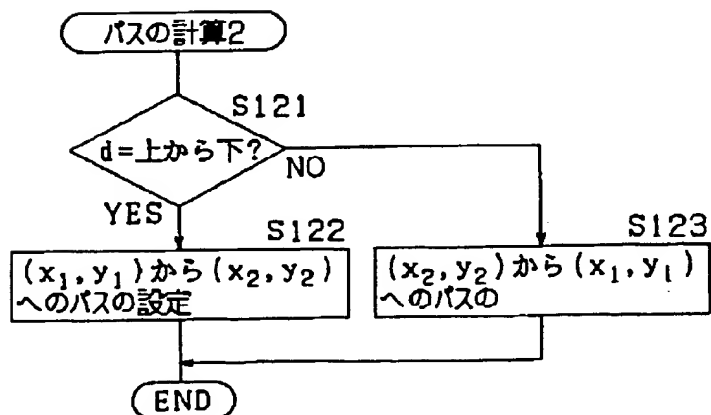 パスの計算2
S121
d=上から下?
NO
YES
S122
(x₁,y₁)から(x₂,y₂)
へのパスの設定
S123
(x₂,y₂)から(x₁,y₁)
へのパスの
END